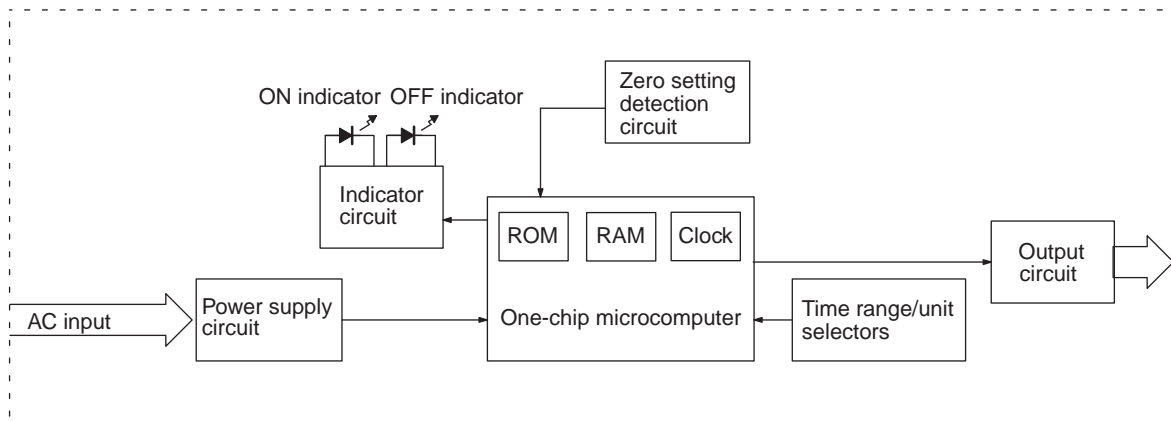 Zero setting
detection
circuit
ON indicator
OFF indicator
Indicator
circuit
ROM
RAM
Clock
One-chip microcomputer
Output
circuit
AC input
Power supply
circuit
Time range/unit
selectors